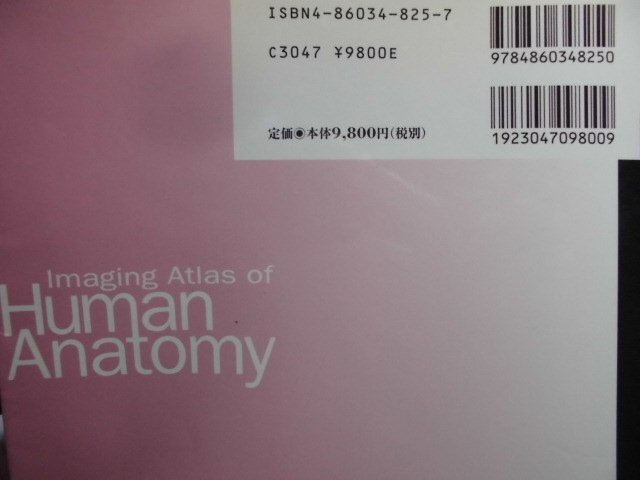 ISBN4-86034-825-7
C3047 ¥9800E
定価◉本体9,800円(税別)
9784860348250
1923047098009
Imaging Atlas of
Human
Anatomy